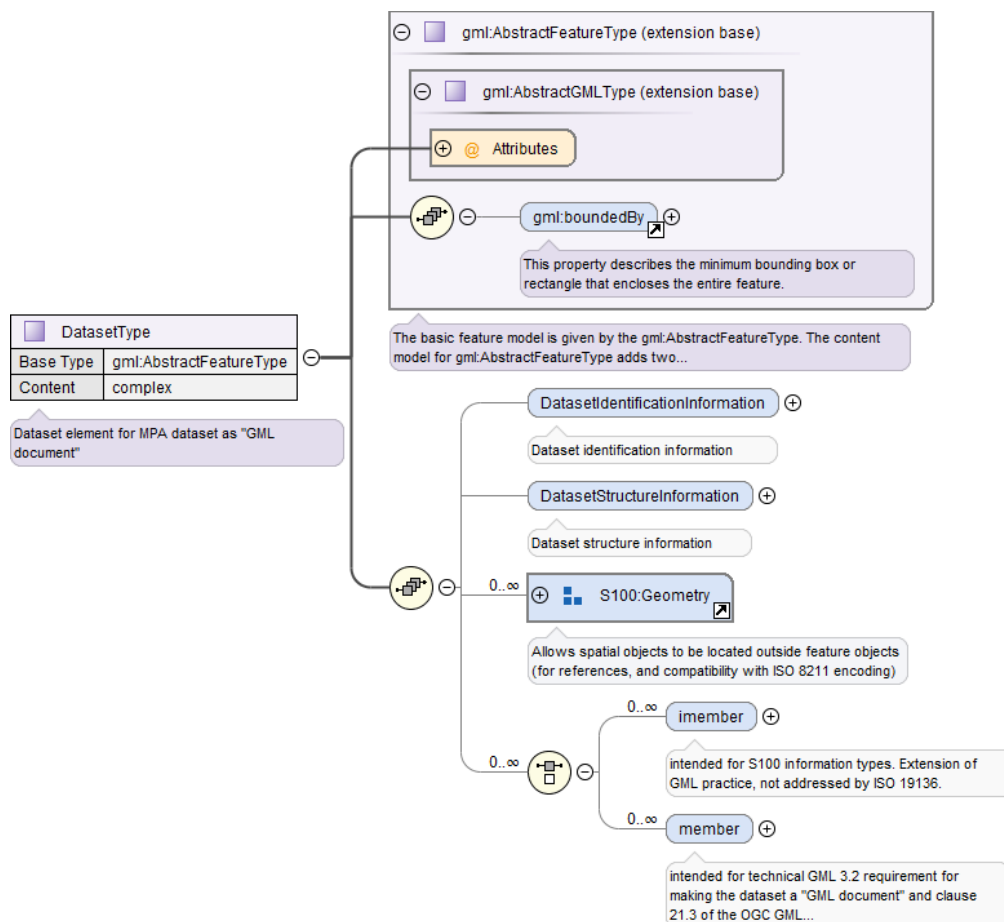 gml:AbstractFeatureType (extension base)
gml:AbstractGMLType (extension base)
@ Attributes
gml:boundedBy
This property describes the minimum bounding box or
rectangle that encloses the entire feature.
The basic feature model is given by the gml:AbstractFeatureType. The content
model for gml:AbstractFeatureType adds two...
DatasetType
Base Type gml:AbstractFeatureType
Content complex
Dataset element for MPA dataset as "GML
document"
DatasetIdentificationInformation
Dataset identification information
DatasetStructureInformation
Dataset structure information
0..∞
S100:Geometry
Allows spatial objects to be located outside feature objects
(for references, and compatibility with ISO 8211 encoding)
0..∞
0..∞
imember
intended for S100 information types. Extension of
GML practice, not addressed by ISO 19136.
0..∞
member
intended for technical GML 3.2 requirement for
making the dataset a "GML document" and clause
21.3 of the OGC GML...